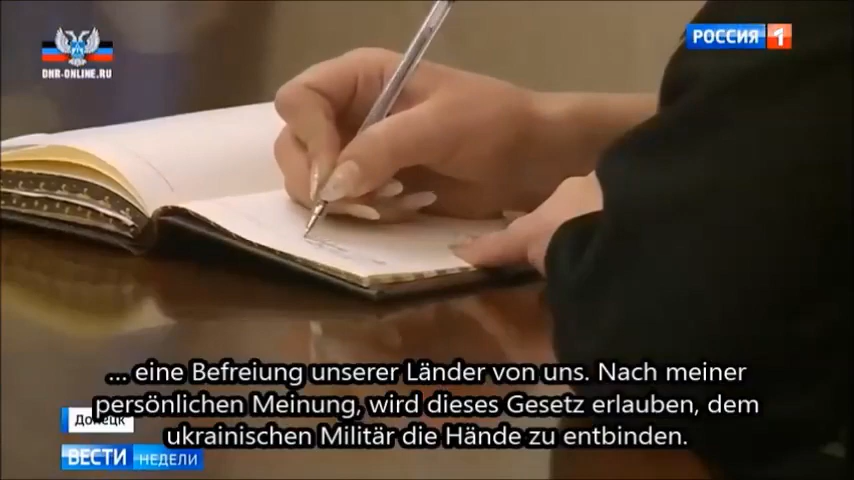 DNR-ONLINE.RU
РОССИЯ 1
... eine Befreiung unserer Länder von uns. Nach meiner
persönlichen Meinung, wird dieses Gesetz erlauben, dem
ukrainischen Militär die Hände zu entbinden.
Донецк
ВЕСТИ НЕДЕЛИ